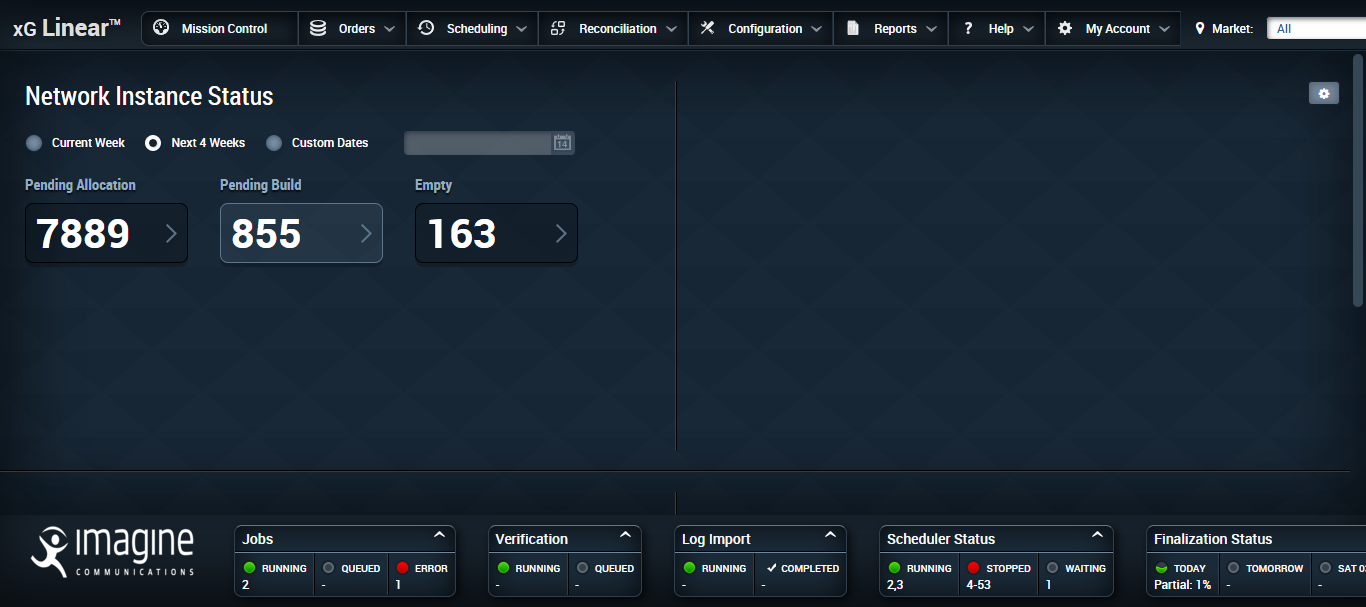 xG Linear™ Mission Control Orders Scheduling Reconciliation Configuration Reports ? Help My Account Market: All
Network Instance Status
Current Week Next 4 Weeks Custom Dates 14
Pending Allocation Pending Build Empty
7889 855 163
imagine
COMMUNICATIONS
Jobs Verification Log Import Scheduler Status Finalization Status
RUNNING QUEUED ERROR RUNNING QUEUED RUNNING COMPLETED RUNNING STOPPED WAITING TODAY TOMORROW SAT
2 - 1 - - - - 2,3 4-53 1 Partial: 1% - -